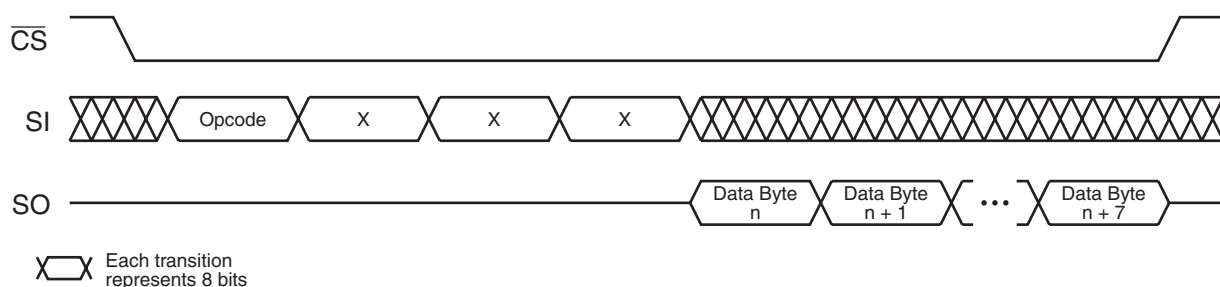 CS
SI Opcode X X X
SO Data Byte n Data Byte n + 1 ••• Data Byte n + 7
Each transition
represents 8 bits